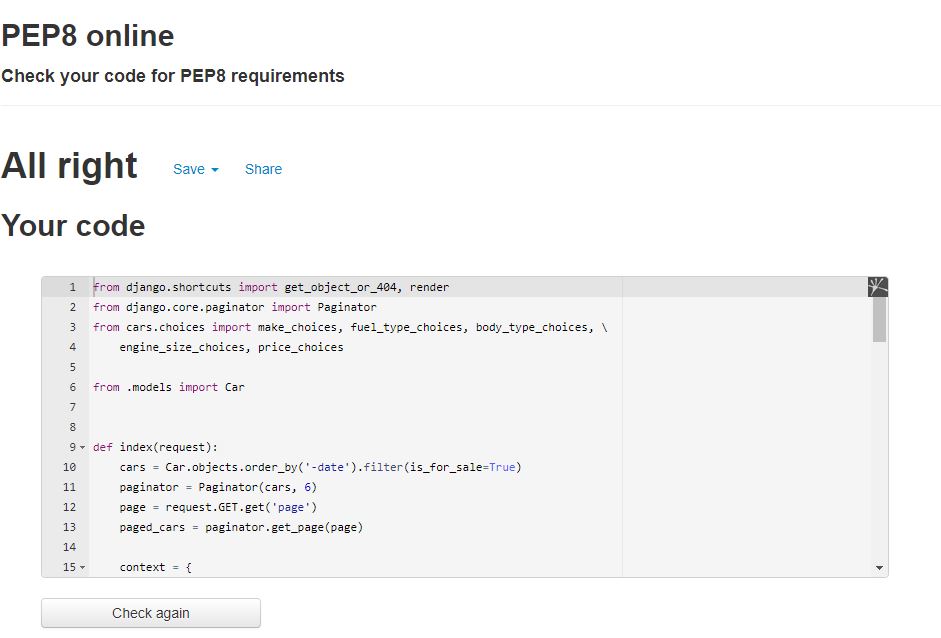 PEP8 online
Check your code for PEP8 requirements
All right Save Share
Your code
1 from django.shortcuts import get_object_or_404, render
2 from django.core.paginator import Paginator
3 from cars.choices import make_choices, fuel_type_choices, body_type_choices, \
4     engine_size_choices, price_choices
5
6 from .models import Car
7
8
9 def index(request):
10     cars = Car.objects.order_by('-date').filter(is_for_sale=True)
11     paginator = Paginator(cars, 6)
12     page = request.GET.get('page')
13     paged_cars = paginator.get_page(page)
14
15     context = {
Check again